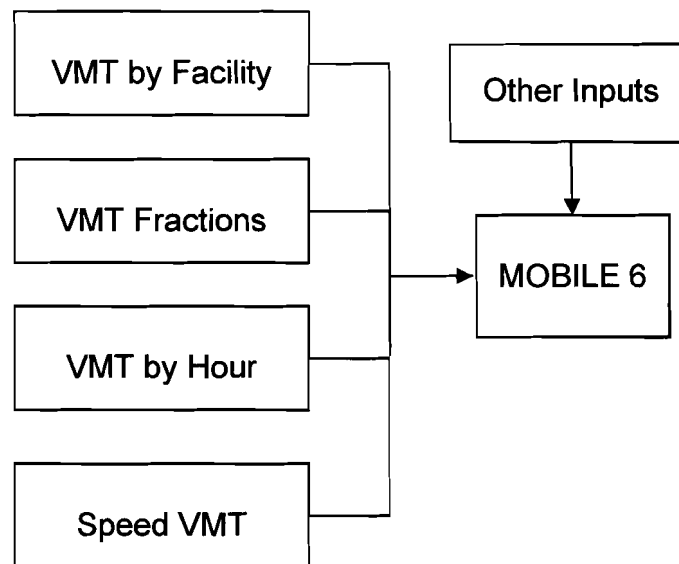 VMT by Facility
Other Inputs
VMT Fractions
MOBILE 6
VMT by Hour
Speed VMT